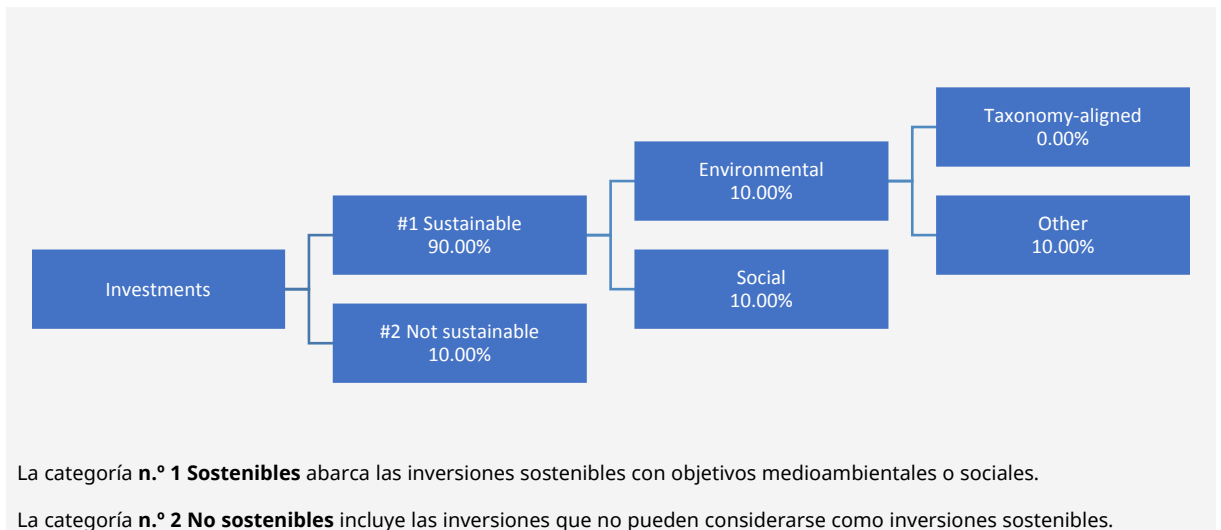 Taxonomy-aligned
0.00%
Environmental
10.00%
#1 Sustainable
90.00%
Other
10.00%
Investments
Social
10.00%
#2 Not sustainable
10.00%
La categoría n.º 1 Sostenibles abarca las inversiones sostenibles con objetivos medioambientales o sociales.
La categoría n.º 2 No sostenibles incluye las inversiones que no pueden considerarse como inversiones sostenibles.